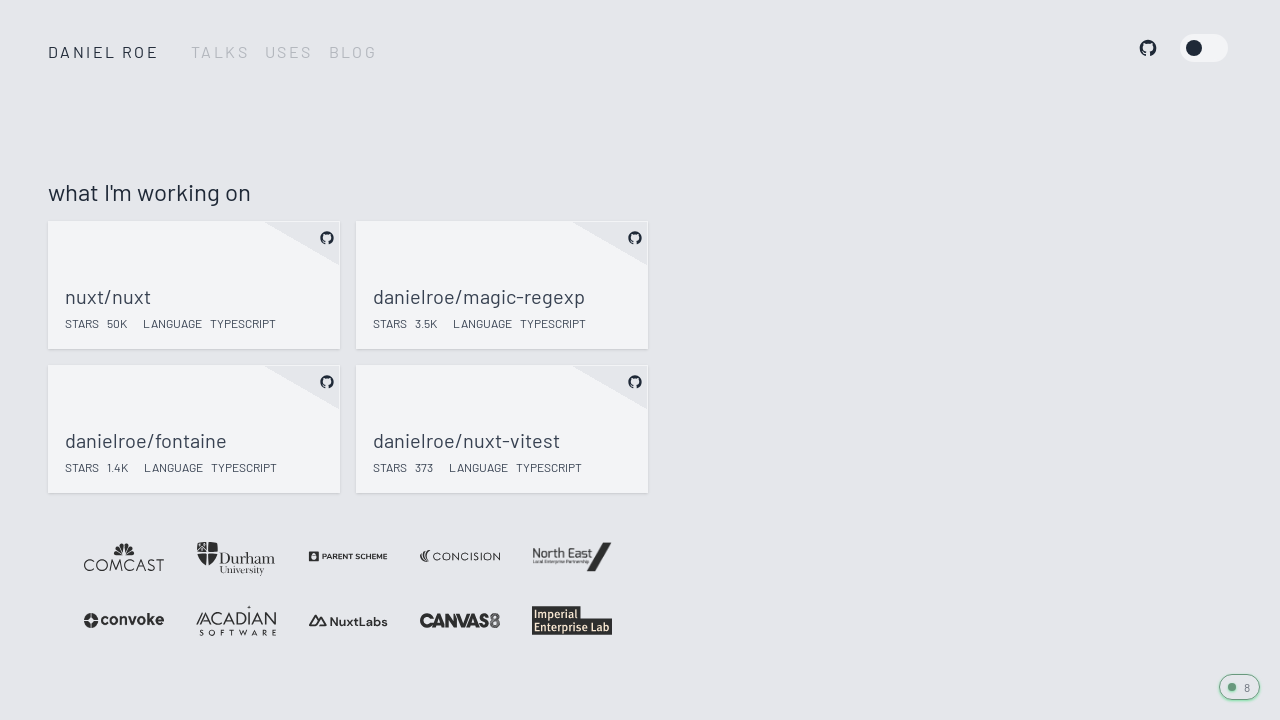 DANIEL ROE TALKS USES BLOG
what I'm working on
nuxt/nuxt
STARS 50K LANGUAGE TYPESCRIPT
danielroe/magic-regexp
STARS 3.5K LANGUAGE TYPESCRIPT
danielroe/fontaine
STARS 1.4K LANGUAGE TYPESCRIPT
danielroe/nuxt-vitest
STARS 373 LANGUAGE TYPESCRIPT
COMCAST
Durham
University
PARENT SCHEME
CONCISION
North East
Local Enterprise Partnership
convoke
ACADIAN
SOFTWARE
NuxtLabs
CANVAS8
Imperial
Enterprise Lab
8